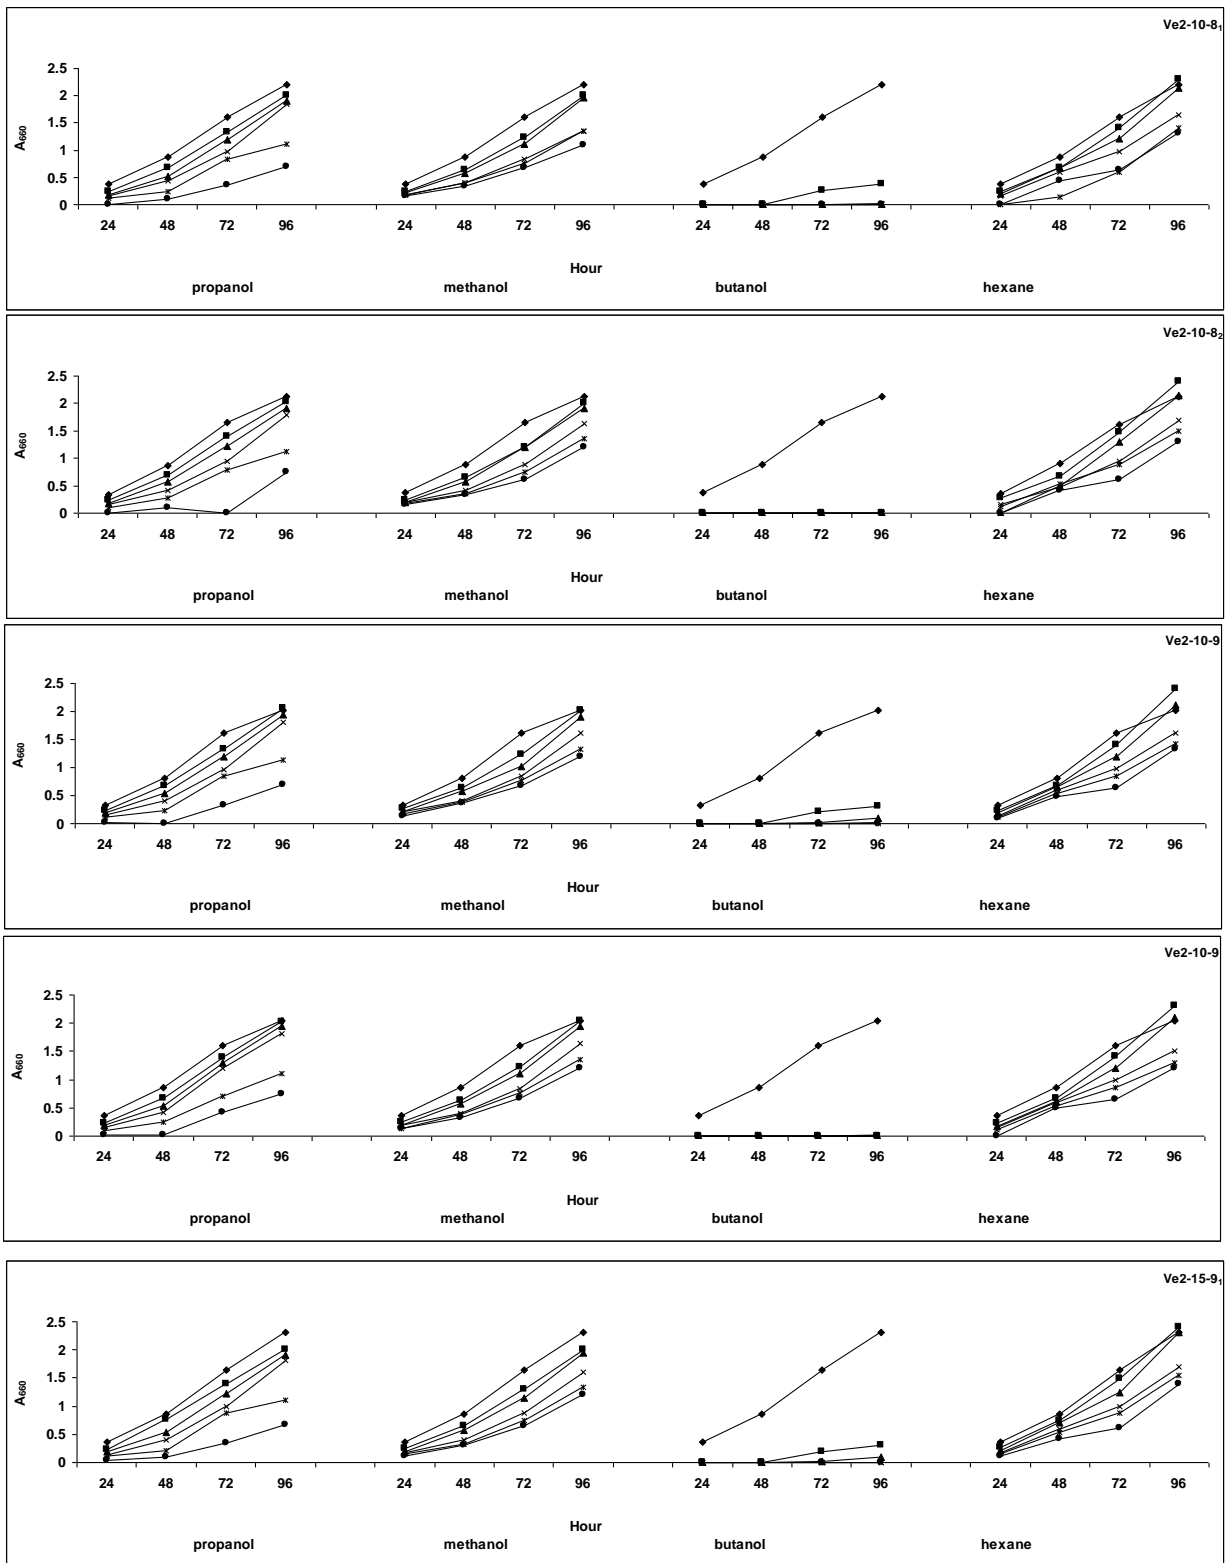 Ve2-10-8₁
2.5
2
1.5
1
0.5
0
A₆₆₀
24 48 72 96 24 48 72 96 24 48 72 96 24 48 72 96
Hour
propanol methanol butanol hexane
Ve2-10-8₂
2.5
2
1.5
1
0.5
0
A₆₆₀
24 48 72 96 24 48 72 96 24 48 72 96 24 48 72 96
Hour
propanol methanol butanol hexane
Ve2-10-9
2.5
2
1.5
1
0.5
0
A₆₆₀
24 48 72 96 24 48 72 96 24 48 72 96 24 48 72 96
Hour
propanol methanol butanol hexane
Ve2-10-9
2.5
2
1.5
1
0.5
0
A₆₆₀
24 48 72 96 24 48 72 96 24 48 72 96 24 48 72 96
Hour
propanol methanol butanol hexane
Ve2-15-9₁
2.5
2
1.5
1
0.5
0
A₆₆₀
24 48 72 96 24 48 72 96 24 48 72 96 24 48 72 96
Hour
propanol methanol butanol hexane